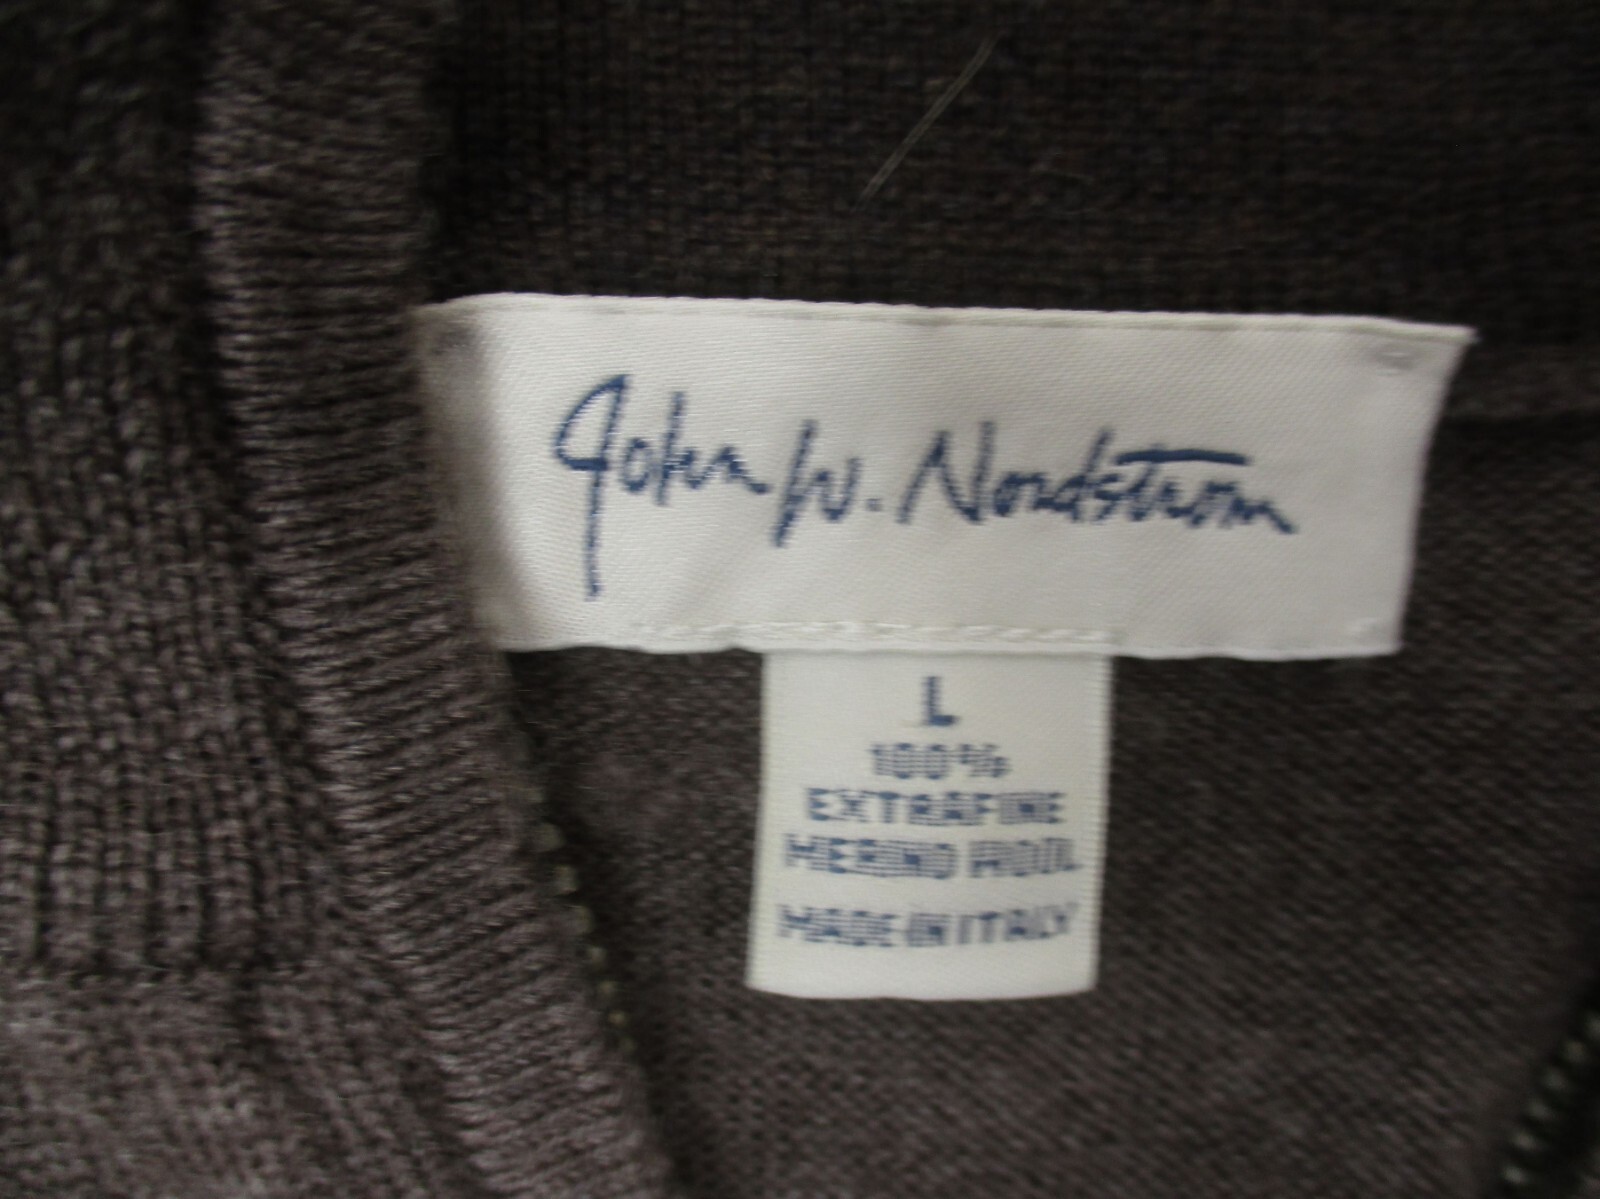 John W. Nordstrom
L
100%
EXTRAFINE
MERINO WOOL
MADE IN ITALY